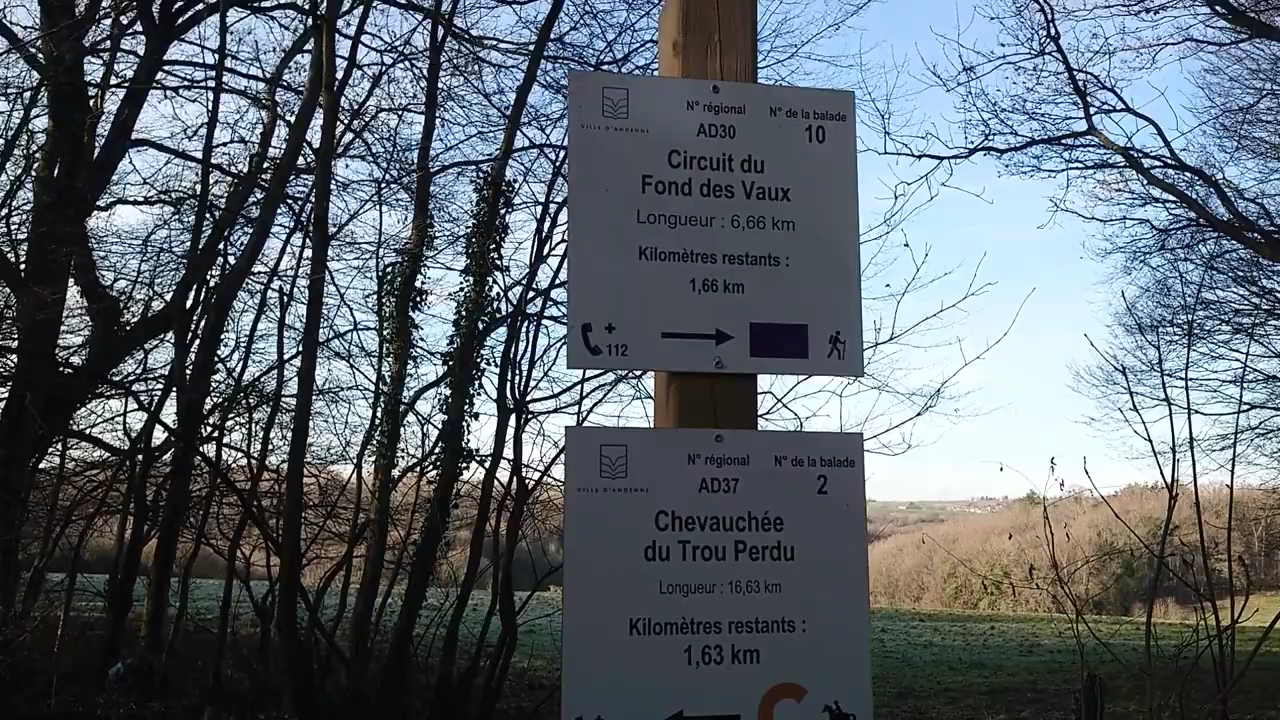 VILLE D'ANDENNE
N° régional
AD30
N° de la balade
10
Circuit du
Fond des Vaux
Longueur : 6,66 km
Kilomètres restants :
1,66 km
+
112
VILLE D'ANDENNE
N° régional
AD37
N° de la balade
2
Chevauchée
du Trou Perdu
Longueur : 16,63 km
Kilomètres restants :
1,63 km